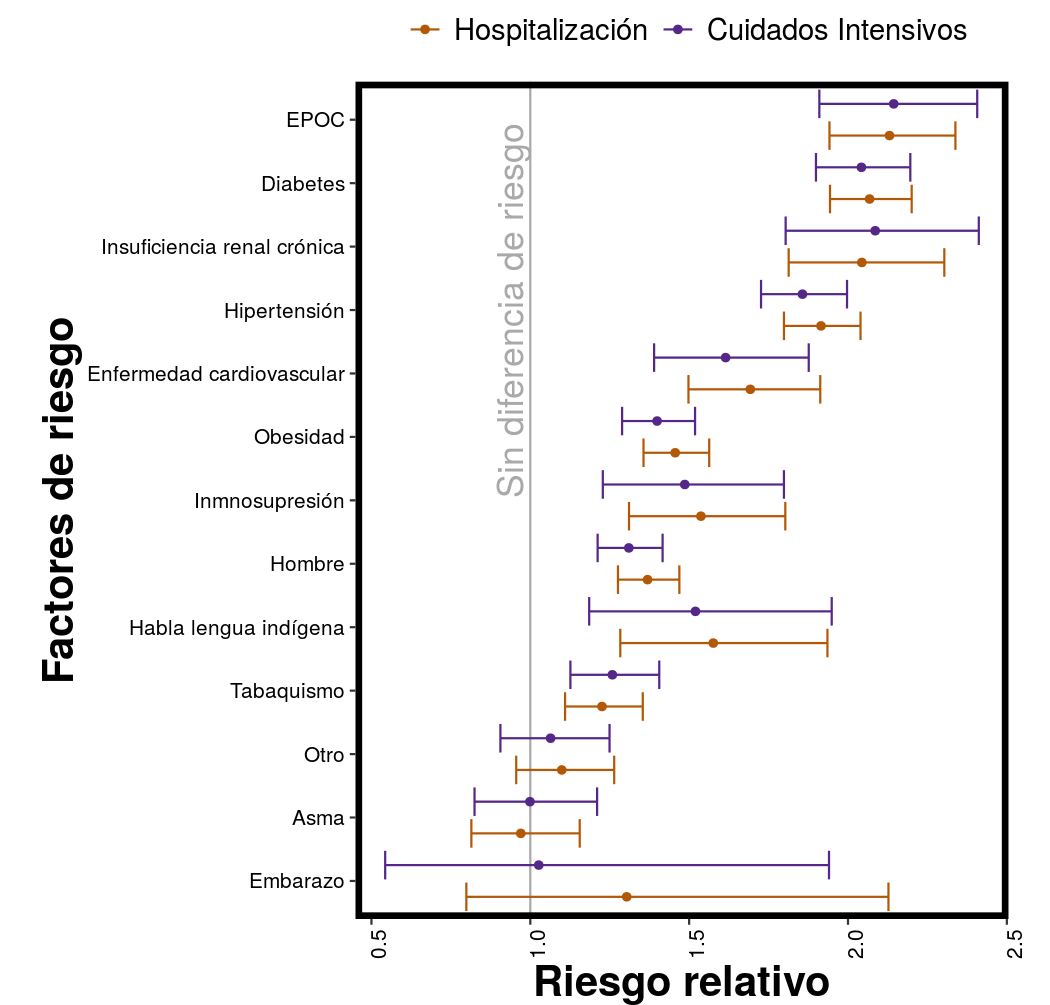 Hospitalización Cuidados Intensivos
EPOC
Diabetes
Insuficiencia renal crónica
Hipertensión
Enfermedad cardiovascular
Obesidad
Inmnosupresión
Hombre
Habla lengua indígena
Tabaquismo
Otro
Asma
Embarazo
Factores de riesgo
Sin diferencia de riesgo
0.5 1.0 1.5 2.0 2.5
Riesgo relativo